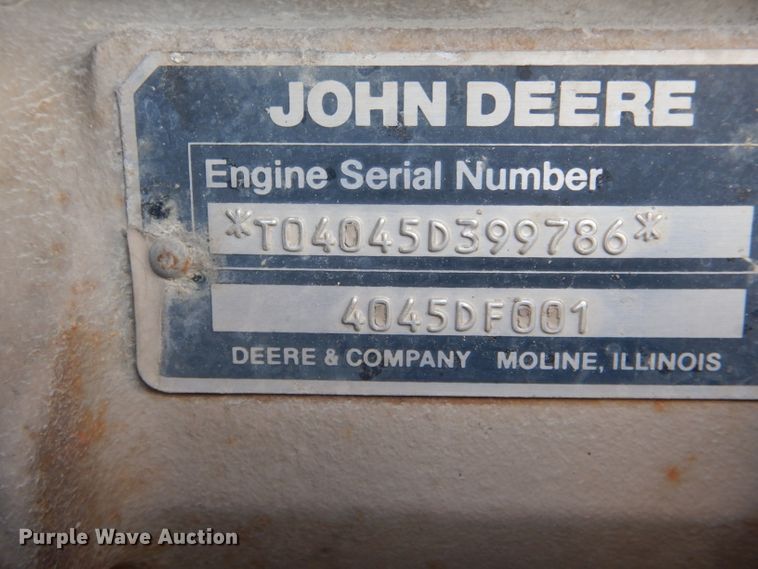 JOHN DEERE
Engine Serial Number
*T04045D399786*
4045DF001
DEERE & COMPANY MOLINE, ILLINOIS
Purple Wave Auction